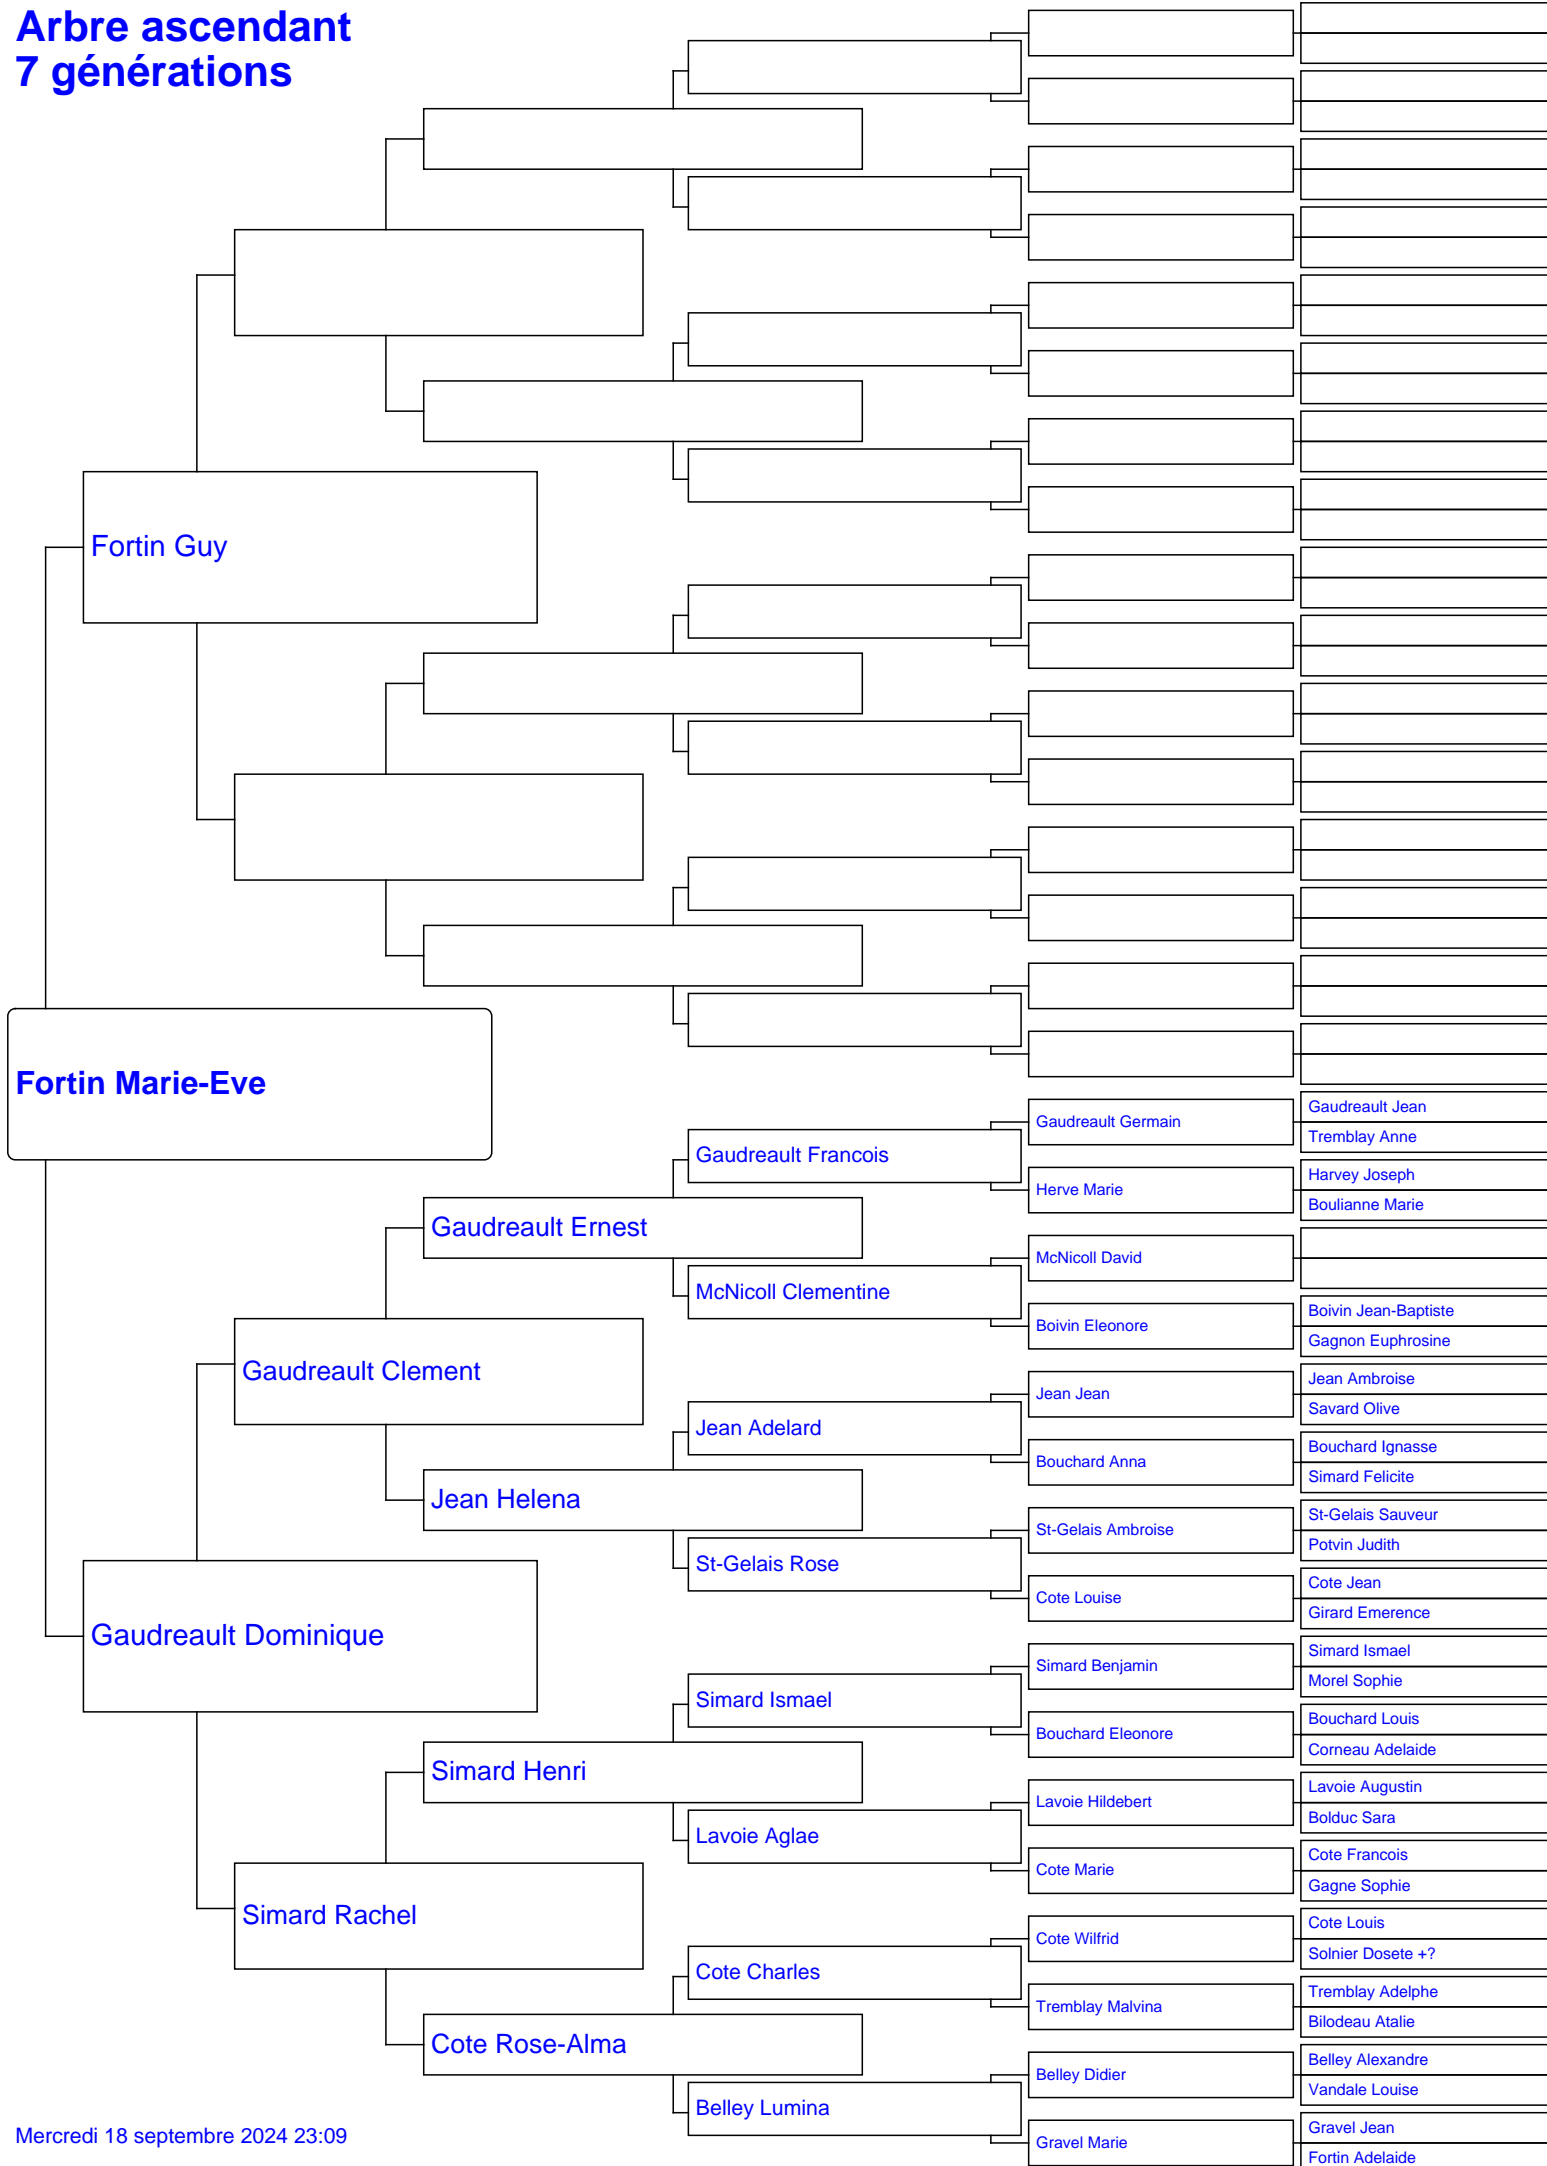 Arbre ascendant
7 générations
Fortin Guy
Fortin Marie-Eve
Gaudreault Jean
Gaudreault Germain
Tremblay Anne
Gaudreault Francois
Harvey Joseph
Herve Marie
Boulianne Marie
Gaudreault Ernest
McNicoll David
McNicoll Clementine
Boivin Jean-Baptiste
Boivin Eleonore
Gagnon Euphrosine
Gaudreault Clement
Jean Ambroise
Jean Jean
Savard Olive
Jean Adelard
Bouchard Ignasse
Bouchard Anna
Simard Felicite
Jean Helena
St-Gelais Sauveur
St-Gelais Ambroise
Potvin Judith
St-Gelais Rose
Cote Jean
Cote Louise
Girard Emerence
Gaudreault Dominique
Simard Ismael
Simard Benjamin
Morel Sophie
Simard Ismael
Bouchard Louis
Bouchard Eleonore
Corneau Adelaide
Simard Henri
Lavoie Augustin
Lavoie Hildebert
Bolduc Sara
Lavoie Aglae
Cote Francois
Cote Marie
Gagne Sophie
Simard Rachel
Cote Louis
Cote Wilfrid
Solnier Dosete +?
Cote Charles
Tremblay Adelphe
Tremblay Malvina
Bilodeau Atalie
Cote Rose-Alma
Belley Alexandre
Belley Didier
Vandale Louise
Belley Lumina
Gravel Jean
Gravel Marie
Fortin Adelaide
Mercredi 18 septembre 2024 23:09